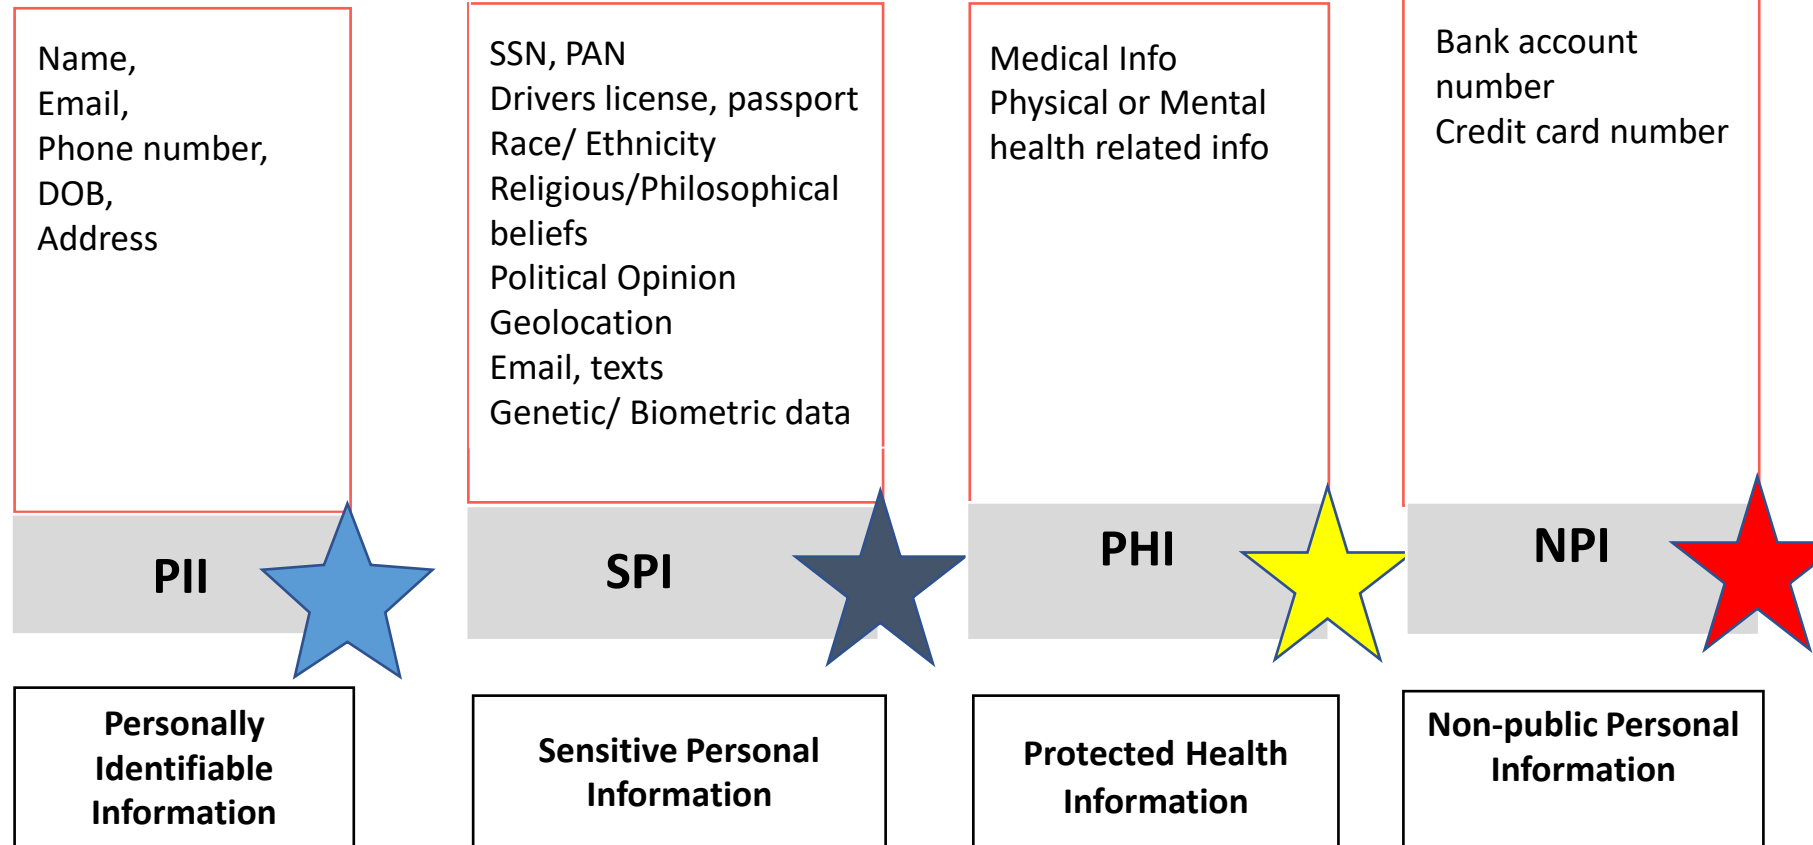 Name,
Email,
Phone number,
DOB,
Address
SSN, PAN
Drivers license, passport
Race/ Ethnicity
Religious/Philosophical
beliefs
Political Opinion
Geolocation
Email, texts
Genetic/ Biometric data
Medical Info
Physical or Mental
health related info
Bank account
number
Credit card number
PII
SPI
PHI
NPI
Personally
Identifiable
Information
Sensitive Personal
Information
Protected Health
Information
Non-public Personal
Information